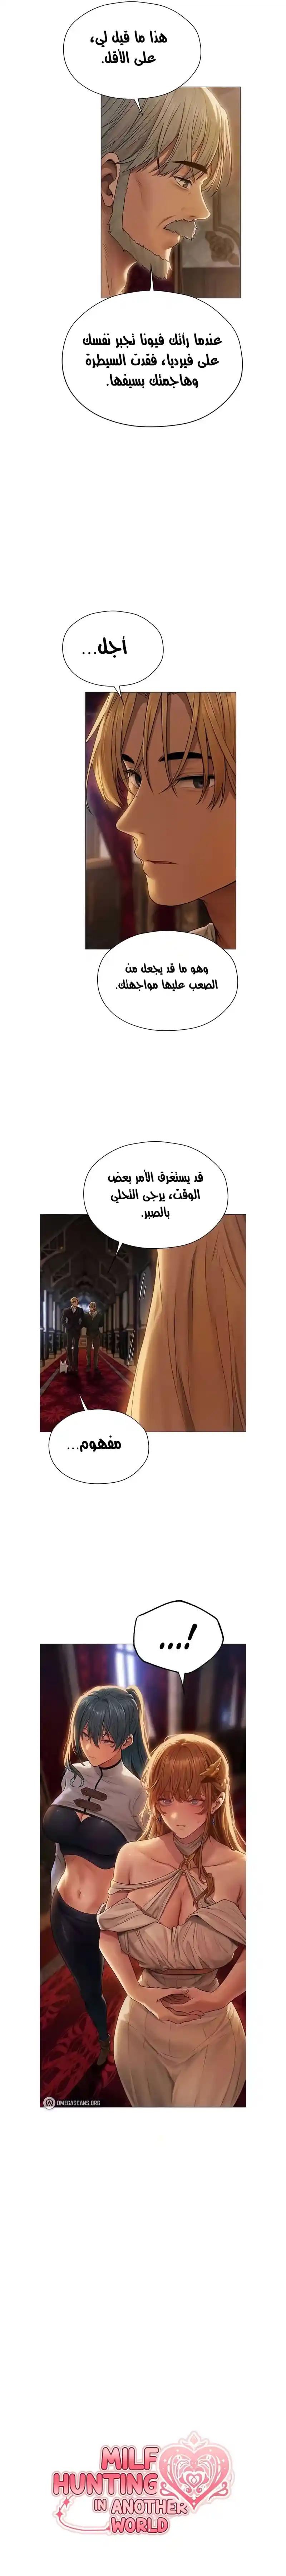 هذا ما قيل لي،
على الأقل.
عندما رأتك فيونا تجبر نفسك
على فيرديا، فقدت السيطرة
وهاجمتك بسيفها.
أجل...
وهو ما قد يجعل من
الصعب عليها مواجهتك.
قد يستغرق الأمر بعض
الوقت، يرجى التحلي
بالصبر.
مفهوم...
...!
OMEGASCANS.ORG
MILF
HUNTING
IN ANOTHER
WORLD